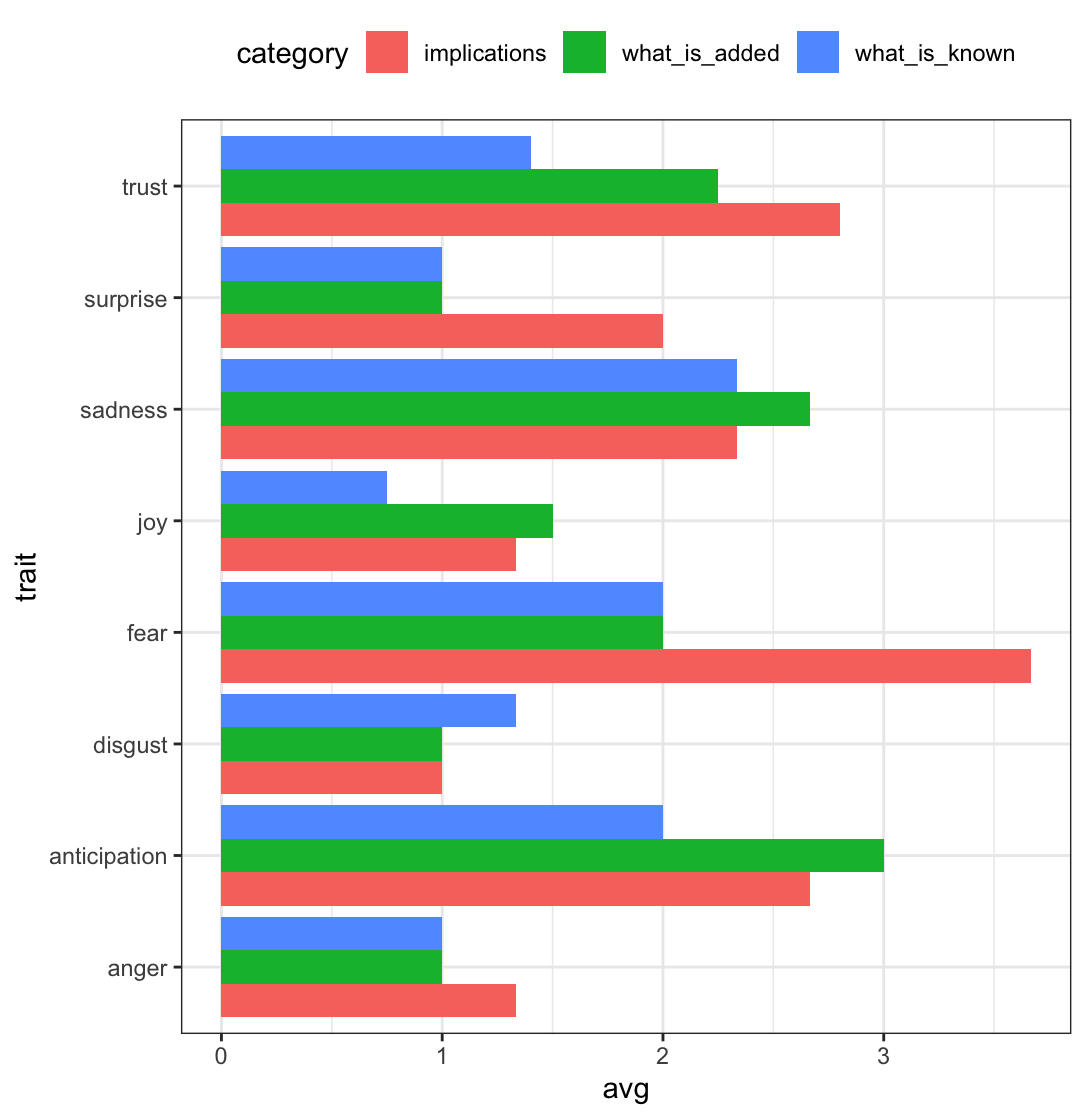 category implications what_is_added what_is_known
trust
surprise
sadness
joy
fear
disgust
anticipation
anger
trait
0 1 2 3
avg